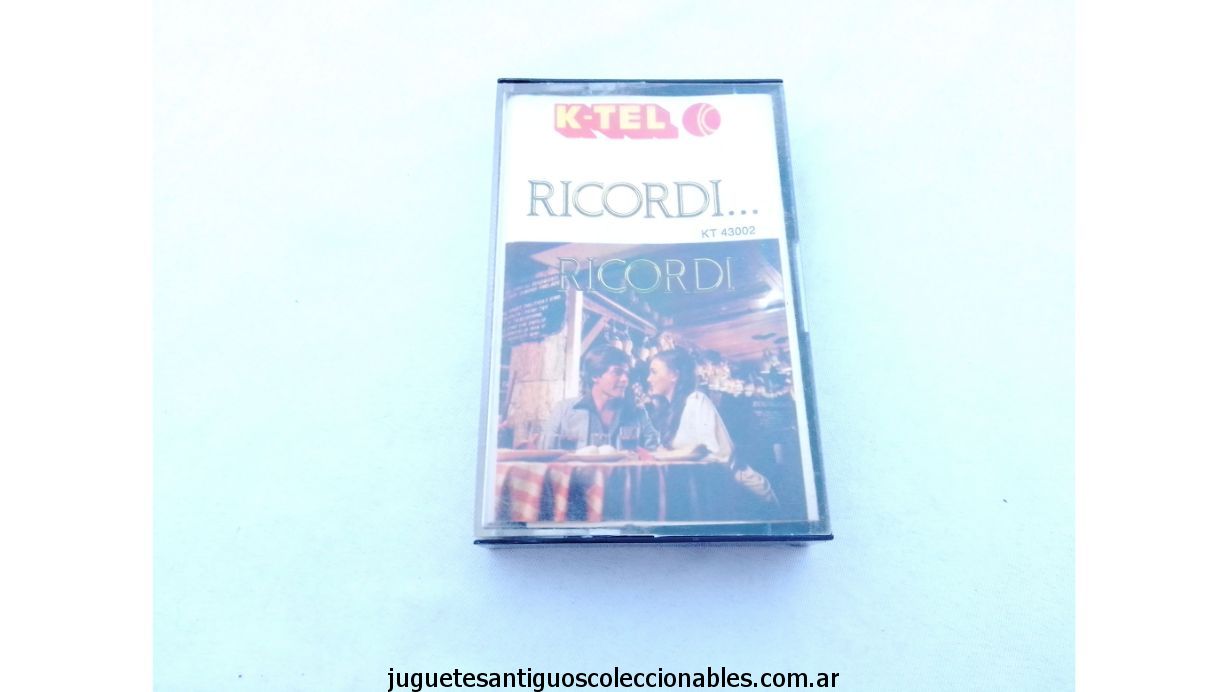 K-TEL
RICORDI...
KT 43002
RICORDI
juguetesantiguoscoleccionables.com.ar